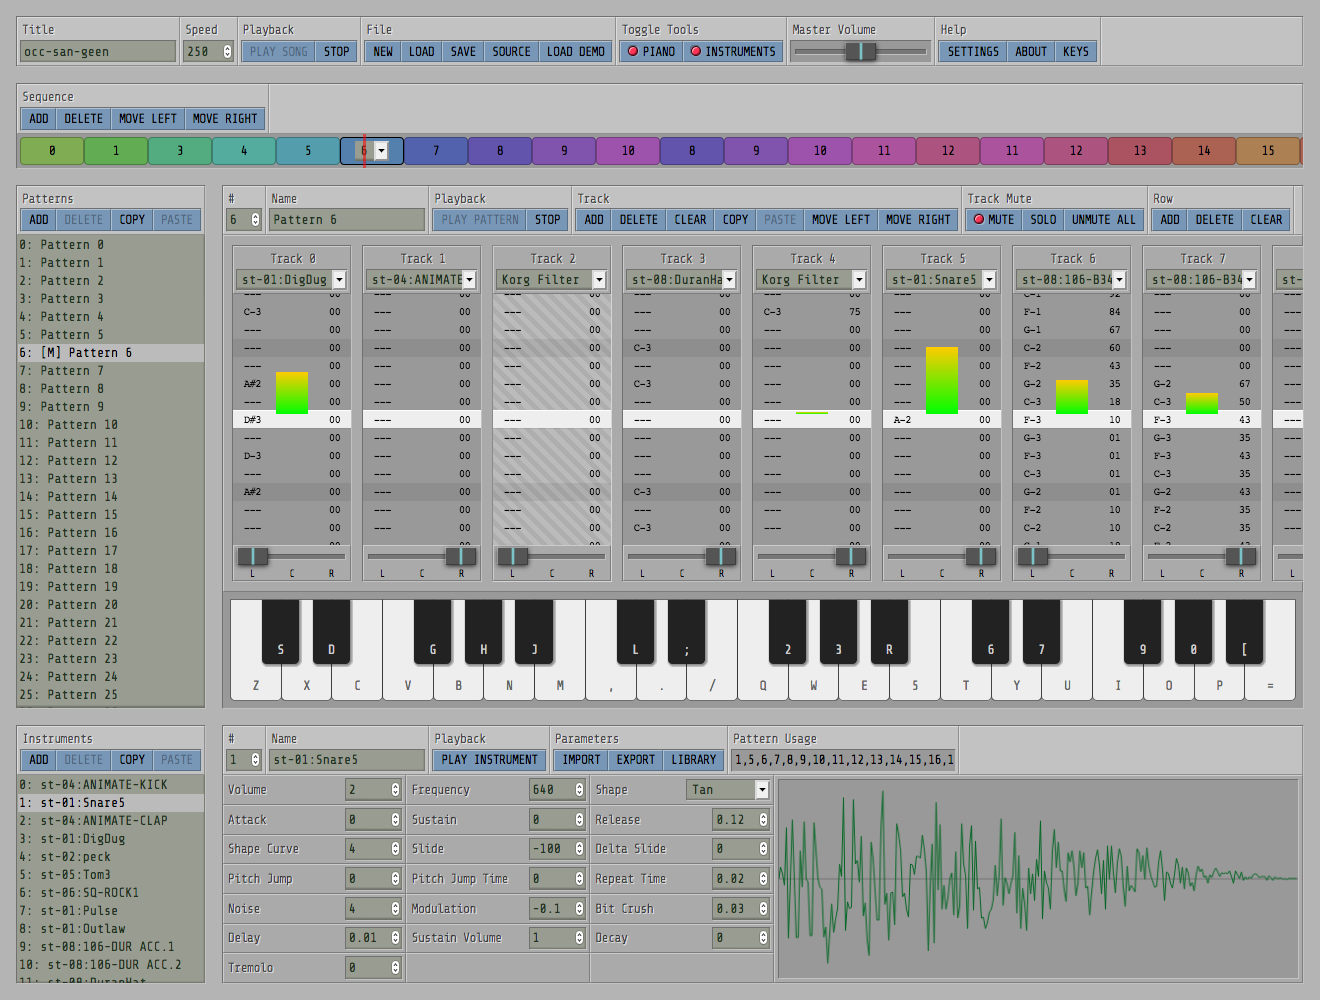 Title Speed Playback File Toggle Tools Master Volume Help
occ-san-geen 250 PLAY SONG STOP NEW LOAD SAVE SOURCE LOAD DEMO PIANO INSTRUMENTS SETTINGS ABOUT KEYS
Sequence
ADD DELETE MOVE LEFT MOVE RIGHT
0 1 3 4 5 6 7 8 9 10 8 9 10 11 12 11 12 13 14 15
Patterns
ADD DELETE COPY PASTE
0: Pattern 0
1: Pattern 1
2: Pattern 2
3: Pattern 3
4: Pattern 4
5: Pattern 5
6: [M] Pattern 6
7: Pattern 7
8: Pattern 8
9: Pattern 9
10: Pattern 10
11: Pattern 11
12: Pattern 12
13: Pattern 13
14: Pattern 14
15: Pattern 15
16: Pattern 16
17: Pattern 17
18: Pattern 18
19: Pattern 19
20: Pattern 20
21: Pattern 21
22: Pattern 22
23: Pattern 23
24: Pattern 24
25: Pattern 25
# Name Playback Track Track Mute Row
6 Pattern 6 PLAY PATTERN STOP ADD DELETE CLEAR COPY PASTE MOVE LEFT MOVE RIGHT MUTE SOLO UNMUTE ALL ADD DELETE CLEAR
Track 0 Track 1 Track 2 Track 3 Track 4 Track 5 Track 6 Track 7
st-01:DigDug st-04:ANIMATE Korg Filter st-08:DuranHa Korg Filter st-01:Snare5 st-08:106-B34 st-08:106-B34 st-
--- 00 --- 00 --- 00 --- 00 --- 00 --- 00 C-1 92 --- 00
C-3 00 --- 00 --- 00 --- 00 C-3 75 --- 00 F-1 84 --- 00 ---
--- 00 --- 00 --- 00 --- 00 --- 00 --- 00 G-1 67 --- 00 ---
--- 00 --- 00 --- 00 C-3 00 --- 00 --- 00 C-2 60 --- 00 ---
--- 00 --- 00 --- 00 --- 00 --- 00 --- 00 F-2 43 --- 00 ---
A#2 00 --- 00 --- 00 C-3 00 --- 00 --- 00 G-2 35 G-2 67 ---
--- 00 --- 00 --- 00 --- 00 --- 00 --- 00 C-3 18 C-3 50 ---
D#3 00 --- 00 --- 00 --- 00 --- 00 A-2 00 F-3 10 F-3 43 ---
--- 00 --- 00 --- 00 --- 00 --- 00 --- 00 G-3 01 G-3 35 ---
D-3 00 --- 00 --- 00 --- 00 --- 00 --- 00 F-3 01 F-3 43 ---
--- 00 --- 00 --- 00 --- 00 --- 00 --- 00 C-3 01 C-3 35 ---
A#2 00 --- 00 --- 00 C-3 00 --- 00 --- 00 G-2 01 G-2 43 ---
--- 00 --- 00 --- 00 --- 00 --- 00 --- 00 F-2 10 F-2 35 ---
--- 00 --- 00 --- 00 C-3 00 --- 00 --- 00 C-2 10 C-2 35 ---
L C R L C R L C R L C R L C R L C R L C R L C R L
S D G H J L ; 2 3 R 6 7 9 0 [
Z X C V B N M , . / Q W E 5 T Y U I O P =
Instruments
ADD DELETE COPY PASTE
0: st-04:ANIMATE-KICK
1: st-01:Snare5
2: st-04:ANIMATE-CLAP
3: st-01:DigDug
4: st-02:peck
5: st-05:Tom3
6: st-06:SQ-ROCK1
7: st-01:Pulse
8: st-01:Outlaw
9: st-08:106-DUR ACC.1
10: st-08:106-DUR ACC.2
11: st-08:DuranHat
# Name Playback Parameters Pattern Usage
1 st-01:Snare5 PLAY INSTRUMENT IMPORT EXPORT LIBRARY 1,5,6,7,8,9,10,11,12,13,14,15,16,1
Volume 2 Frequency 640 Shape Tan
Attack 0 Sustain 0 Release 0.12
Shape Curve 4 Slide -100 Delta Slide 0
Pitch Jump 0 Pitch Jump Time 0 Repeat Time 0.02
Noise 4 Modulation -0.1 Bit Crush 0.03
Delay 0.01 Sustain Volume 1 Decay 0
Tremolo 0